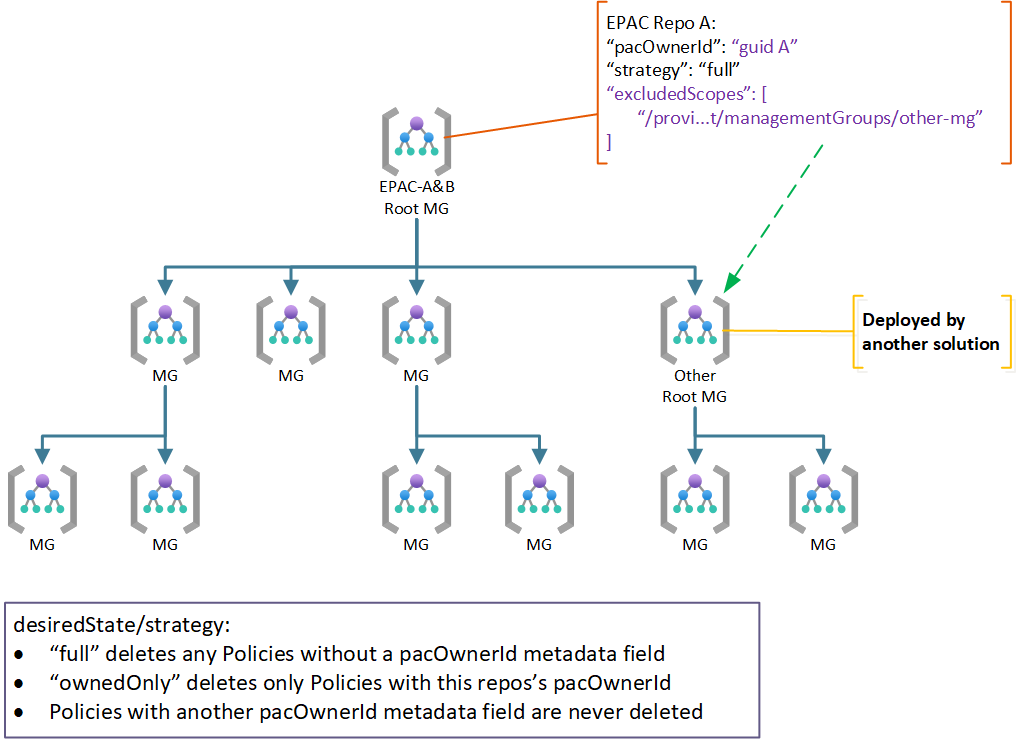 EPAC Repo A:
“pacOwnerId”: “guid A”
“strategy”: “full”
“excludedScopes”: [
“/provi...t/managementGroups/other-mg”
]
EPAC-A&B
Root MG
MG
MG
MG
Other
Root MG
Deployed by
another solution
MG
MG
MG
MG
MG
MG
desiredState/strategy:
• “full” deletes any Policies without a pacOwnerId metadata field
• “ownedOnly” deletes only Policies with this repos’s pacOwnerId
• Policies with another pacOwnerId metadata field are never deleted